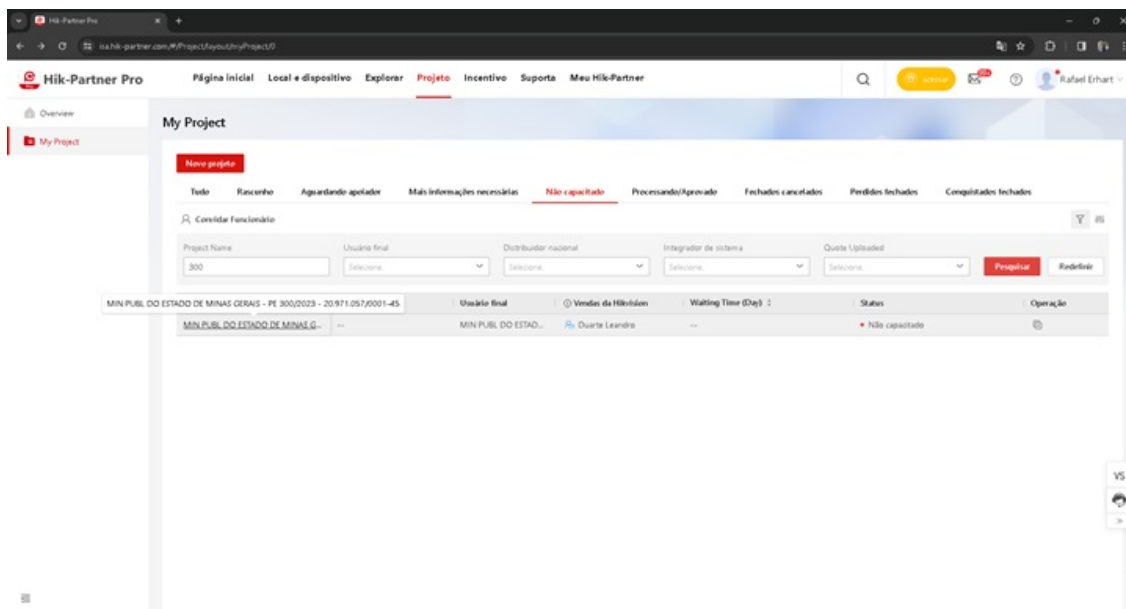 Hik-Partner Pro
isa.hik-partner.com/#/Project/layout/myProject/0
Hik-Partner Pro Página inicial Local e dispositivo Explorar Projeto Incentivo Suporta Meu Hik-Partner Rafael Erhart
Overview
My Project
My Project
Novo projeto
Tudo Rascunho Aguardando apoiador Mais informações necessárias Não capacitado Processando/Aprovado Fechados cancelados Perdidos fechados Conquistados fechados
Convidar Funcionário
Project Name Usuário final Distribuidor nacional Integrador de sistema Quote Uploaded
300 Selecione. Selecione. Selecione. Selecione. Pesquisar Redefinir
MIN PUBL DO ESTADO DE MINAS GERAIS - PE 300/2023 - 20.971.057/0001-45
Usuário final Vendas da Hikvision Waiting Time (Day) Status Operação
MIN PUBL DO ESTADO DE MINAS G... -- MIN PUBL DO ESTAD... Duarte Leandro -- Não capacitado
VS